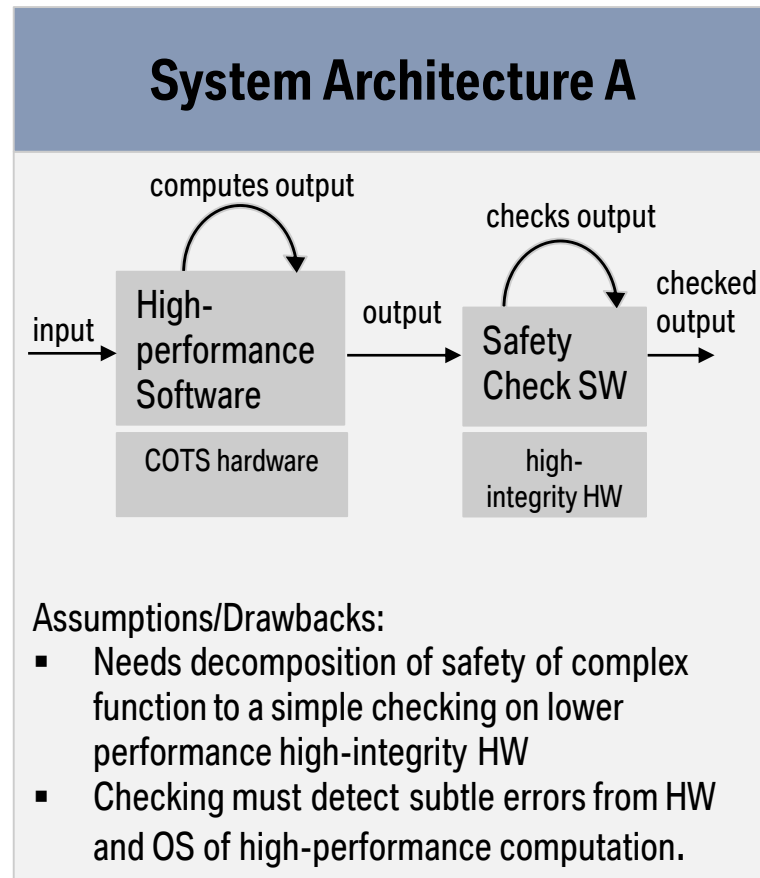 System Architecture A
computes output
checks output
input
High-
performance
Software
output
Safety
Check SW
checked
output
COTS hardware
high-
integrity HW
Assumptions/Drawbacks:
▪ Needs decomposition of safety of complex
function to a simple checking on lower
performance high-integrity HW
▪ Checking must detect subtle errors from HW
and OS of high-performance computation.